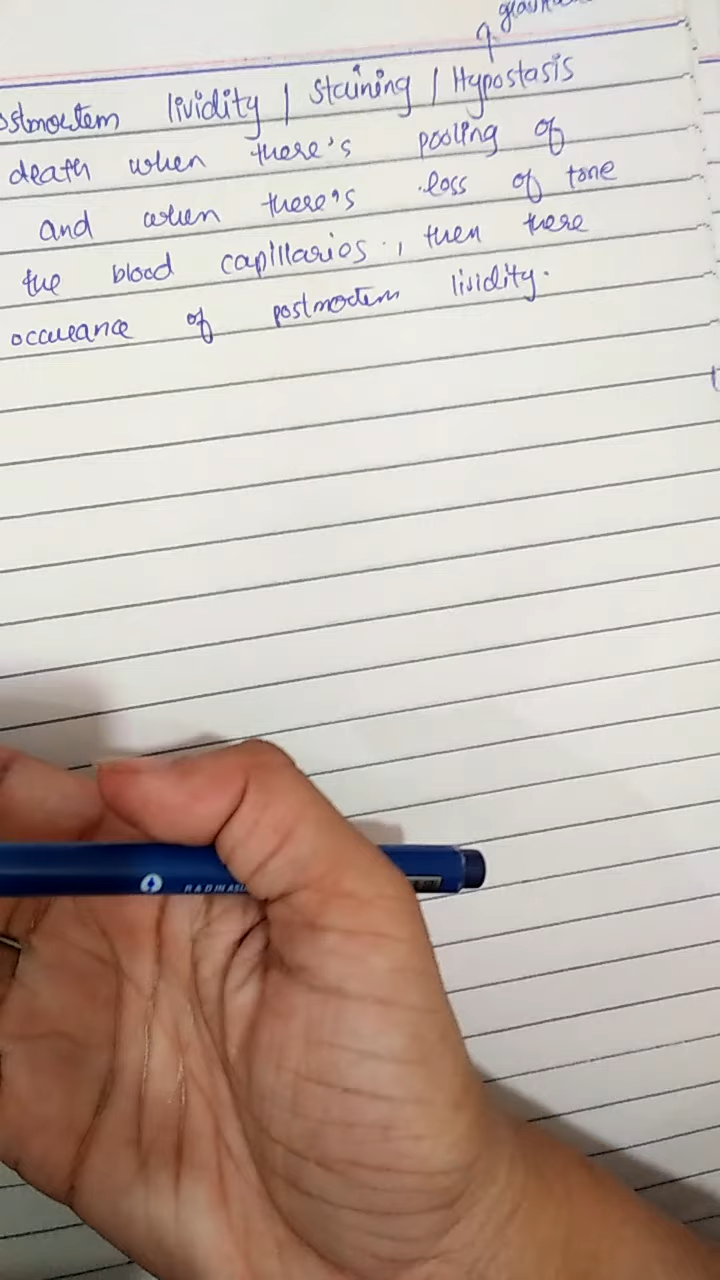 postmortem lividity / Staining / Hypostasis
death when there's pooling of
and when there's loss of tone
the blood capillaries, then there
occurance of postmortem lividity.